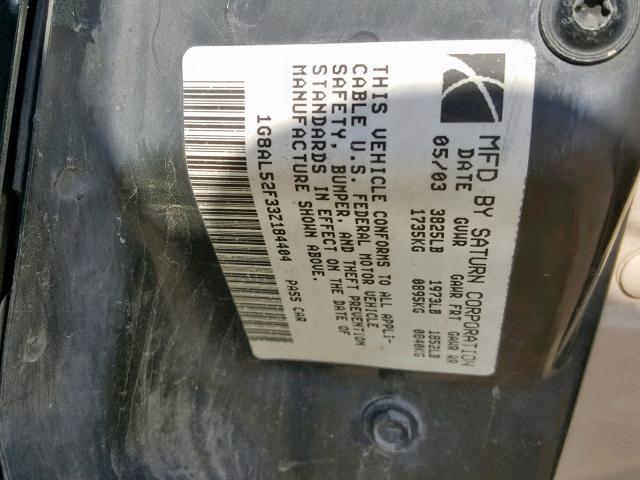 MFD BY SATURN CORPORATION
DATE GVWR GAWR FRT GAWR RR
05/03 3825LB 1973LB 1852LB
1735KG 0895KG 0840KG
THIS VEHICLE CONFORMS TO ALL APPLI-
CABLE U.S. FEDERAL MOTOR VEHICLE
SAFETY, BUMPER, AND THEFT PREVENTION
STANDARDS IN EFFECT ON THE DATE OF
MANUFACTURE SHOWN ABOVE.
1G8AL52F33Z184404 PASS CAR